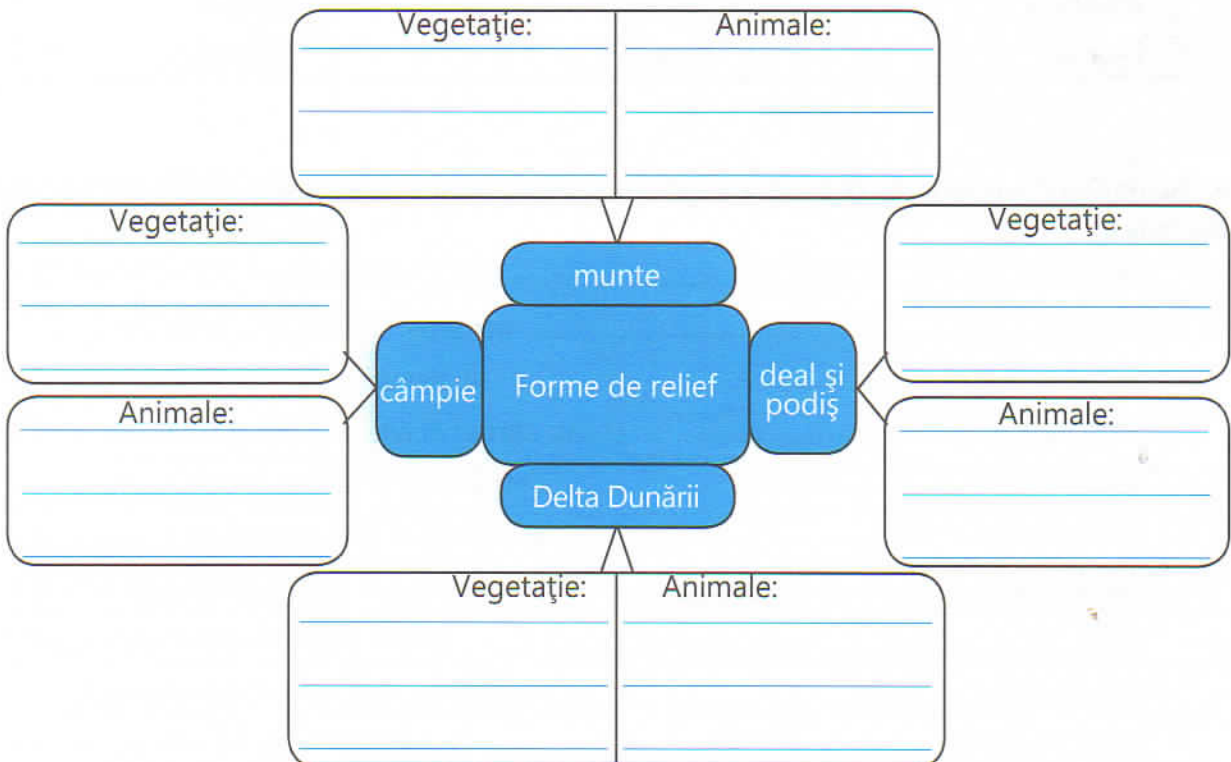 Vegetaţie: Animale:
Vegetaţie:
Vegetaţie:
munte
câmpie
Forme de relief
deal şi
podiş
Animale:
Animale:
Delta Dunării
Vegetaţie: Animale: